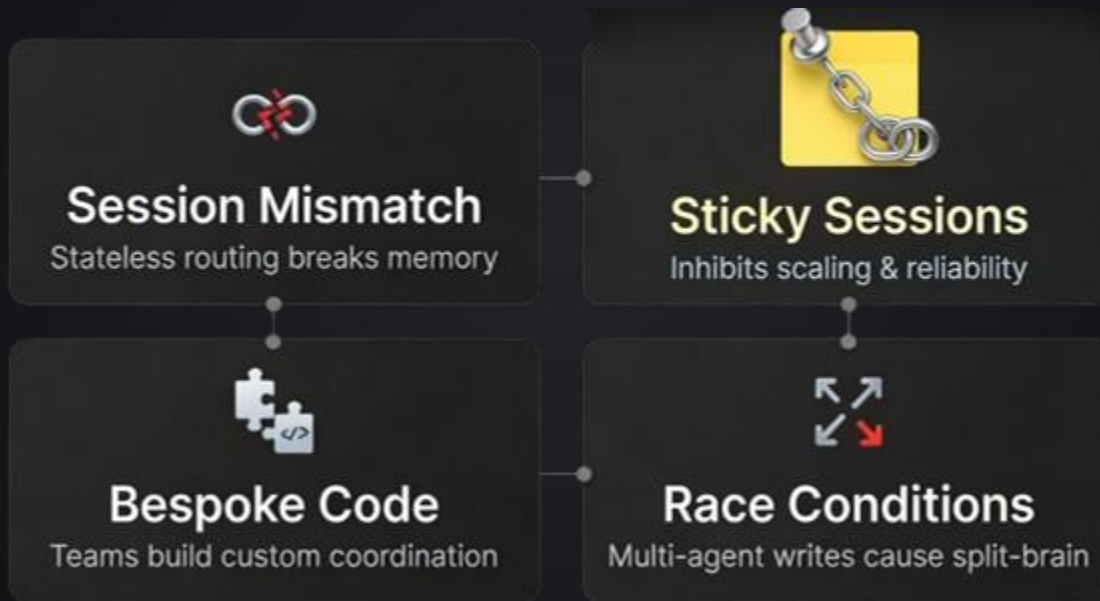 Session Mismatch
Stateless routing breaks memory
Sticky Sessions
Inhibits scaling & reliability
</>
Bespoke Code
Teams build custom coordination
Race Conditions
Multi-agent writes cause split-brain